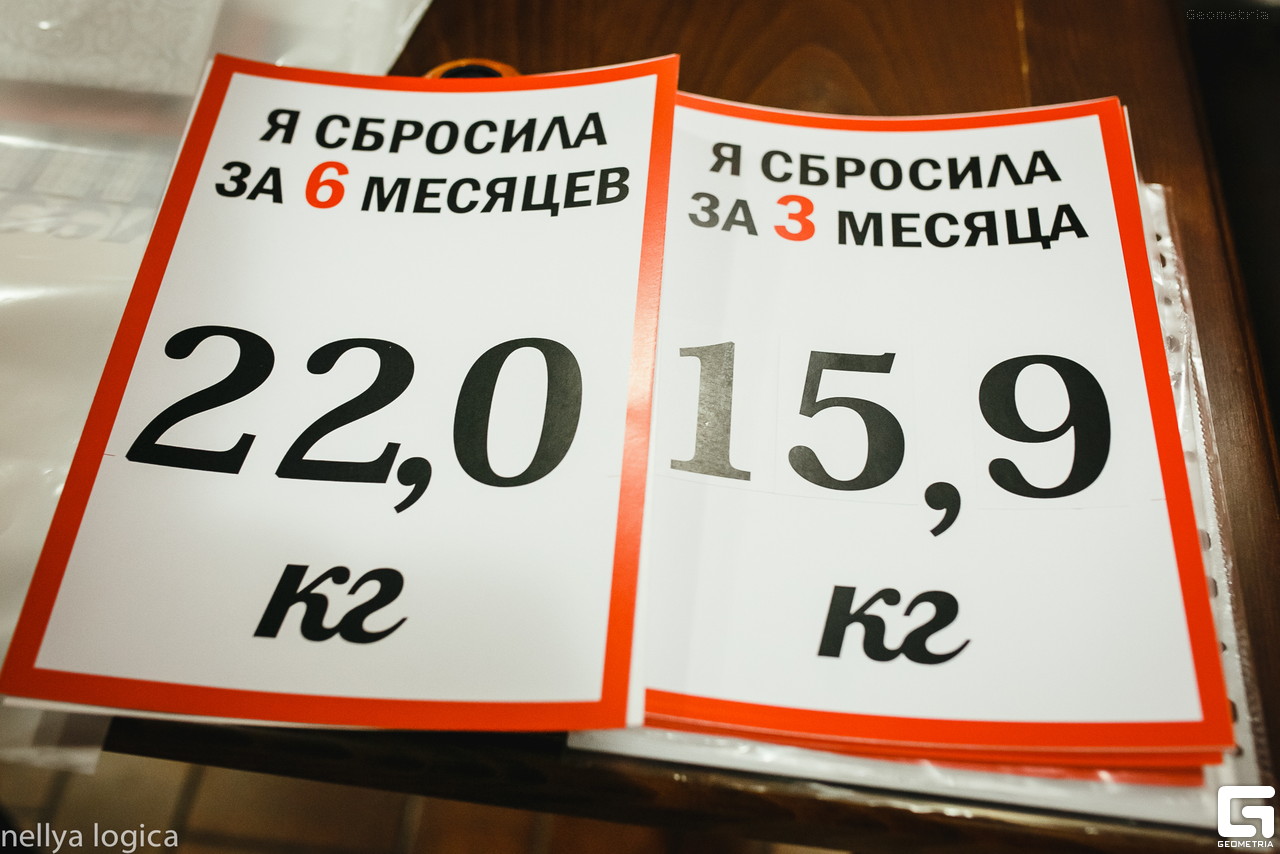 Geometria
Я СБРОСИЛА
ЗА 6 МЕСЯЦЕВ
22,0
кг
Я СБРОСИЛА
ЗА 3 МЕСЯЦА
15,9
кг
nellya logica
GEOMETRIA